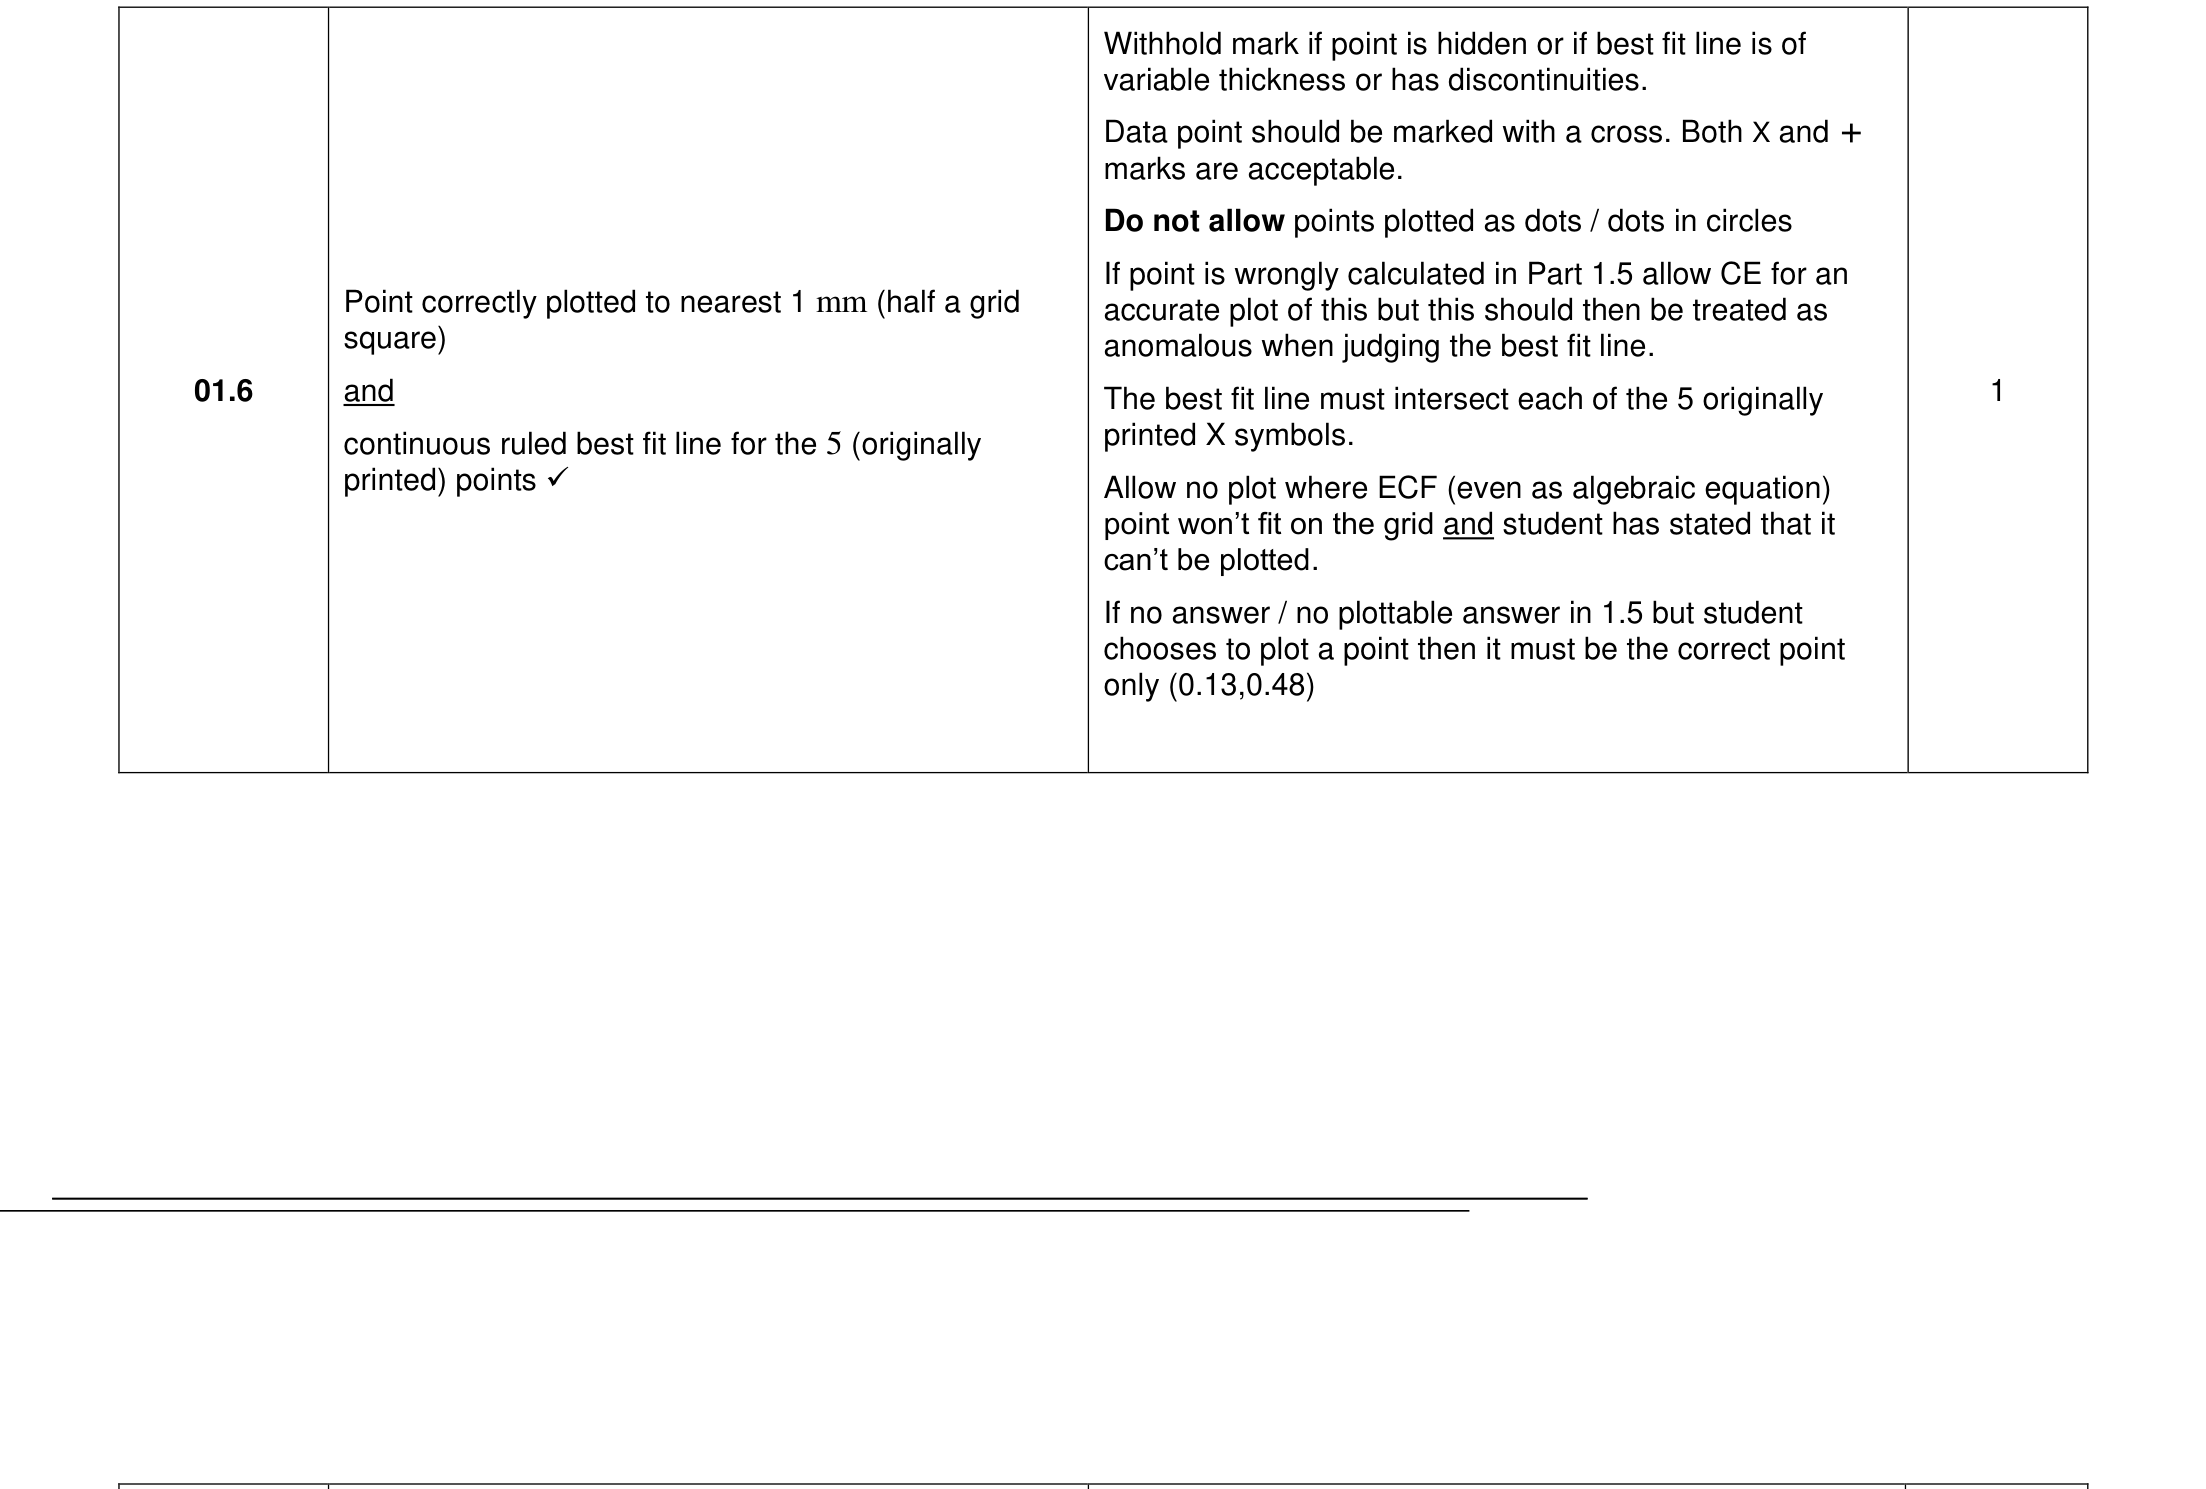 01.6
Point correctly plotted to nearest 1 mm (half a grid
square)
and
continuous ruled best fit line for the 5 (originally
printed) points ✓
Withhold mark if point is hidden or if best fit line is of
variable thickness or has discontinuities.
Data point should be marked with a cross. Both X and +
marks are acceptable.
Do not allow points plotted as dots / dots in circles
If point is wrongly calculated in Part 1.5 allow CE for an
accurate plot of this but this should then be treated as
anomalous when judging the best fit line.
The best fit line must intersect each of the 5 originally
printed X symbols.
Allow no plot where ECF (even as algebraic equation)
point won’t fit on the grid and student has stated that it
can’t be plotted.
If no answer / no plottable answer in 1.5 but student
chooses to plot a point then it must be the correct point
only (0.13,0.48)
1